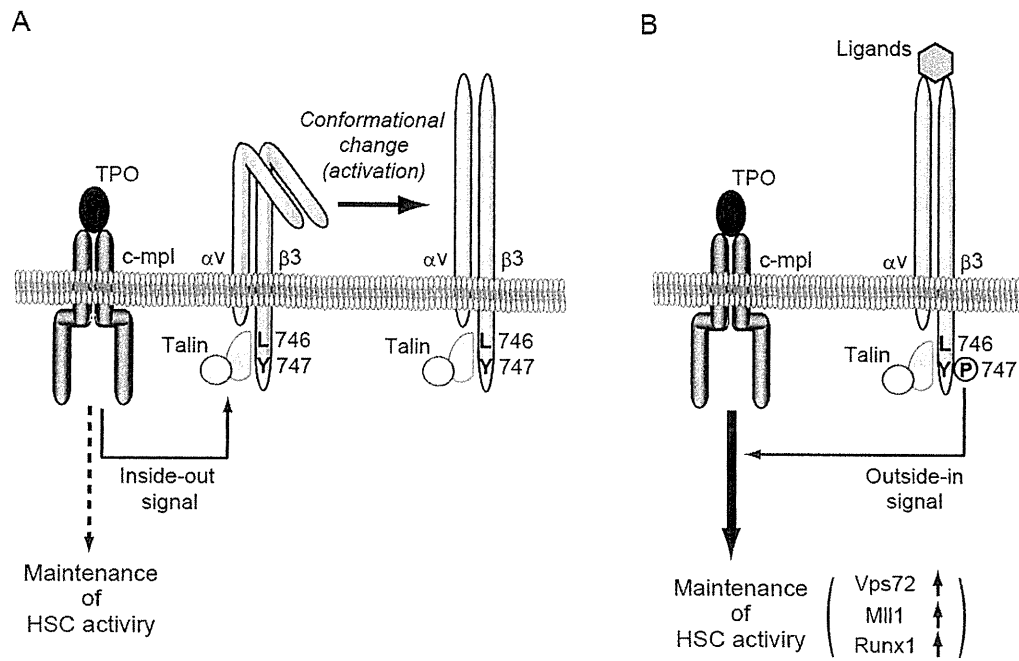 A
TPO
c-mpl
αv
β3
Conformational
change
(activation)
αv
β3
Talin
L 746
Y 747
Talin
L 746
Y 747
Inside-out
signal
Maintenance
of
HSC activiry
B
Ligands
TPO
c-mpl
αv
β3
Talin
L 746
Y P 747
Outside-in
signal
Maintenance
of
HSC activiry
Vps72
Mll1
Runx1